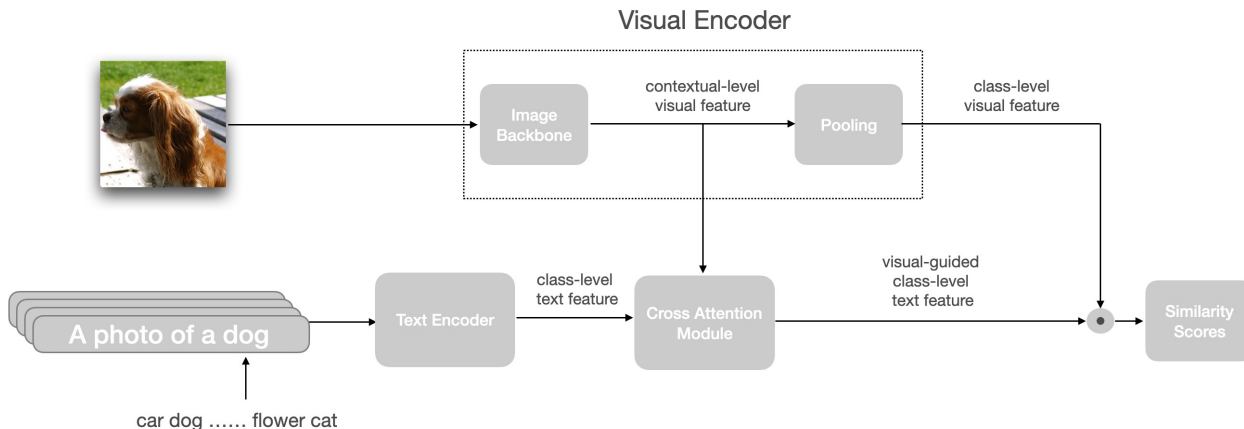 Visual Encoder
contextual-level
visual feature
class-level
visual feature
Image
Backbone
Pooling
class-level
text feature
visual-guided
class-level
text feature
A photo of a dog
Text Encoder
Cross Attention
Module
Similarity
Scores
car dog ...... flower cat